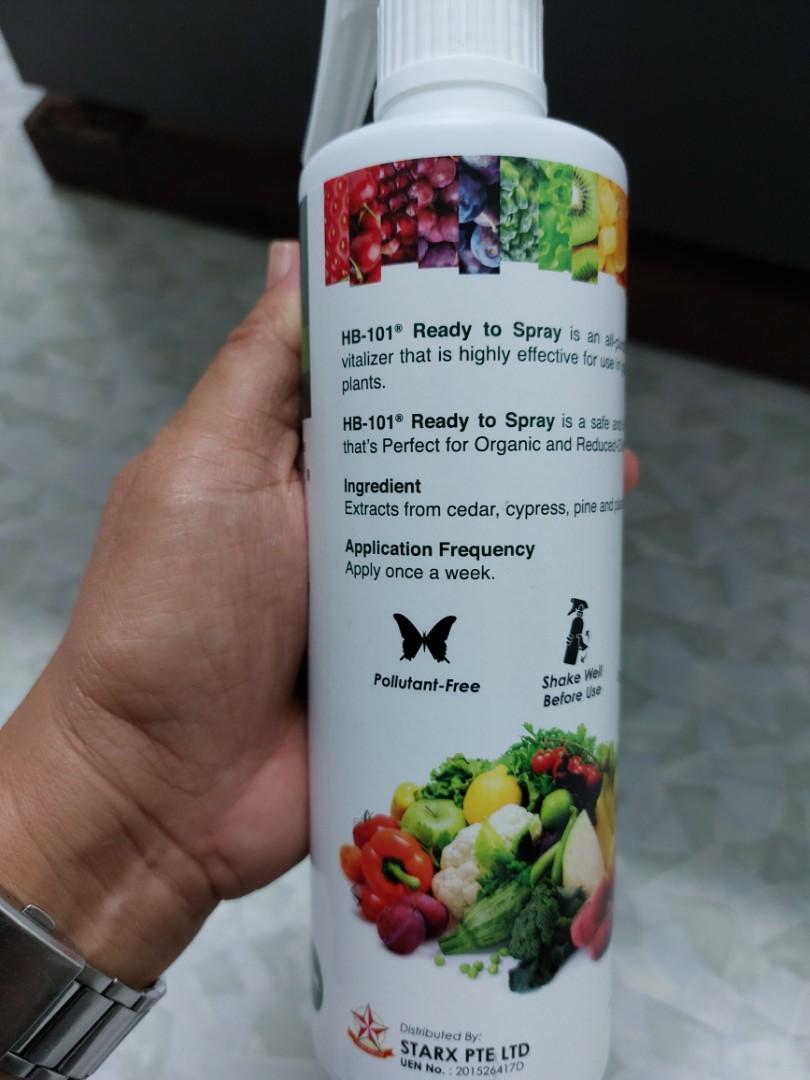 HB-101® Ready to Spray is an
vitalizer that is highly effective for use in
plants.
HB-101® Ready to Spray is a safe
that's Perfect for Organic and
Ingredient
Extracts from cedar, cypress, pine and
Application Frequency
Apply once a week.
Pollutant-Free
Shake Well
Before Use
Distributed By:
STARX PTE LTD
UEN No. : 201526417D